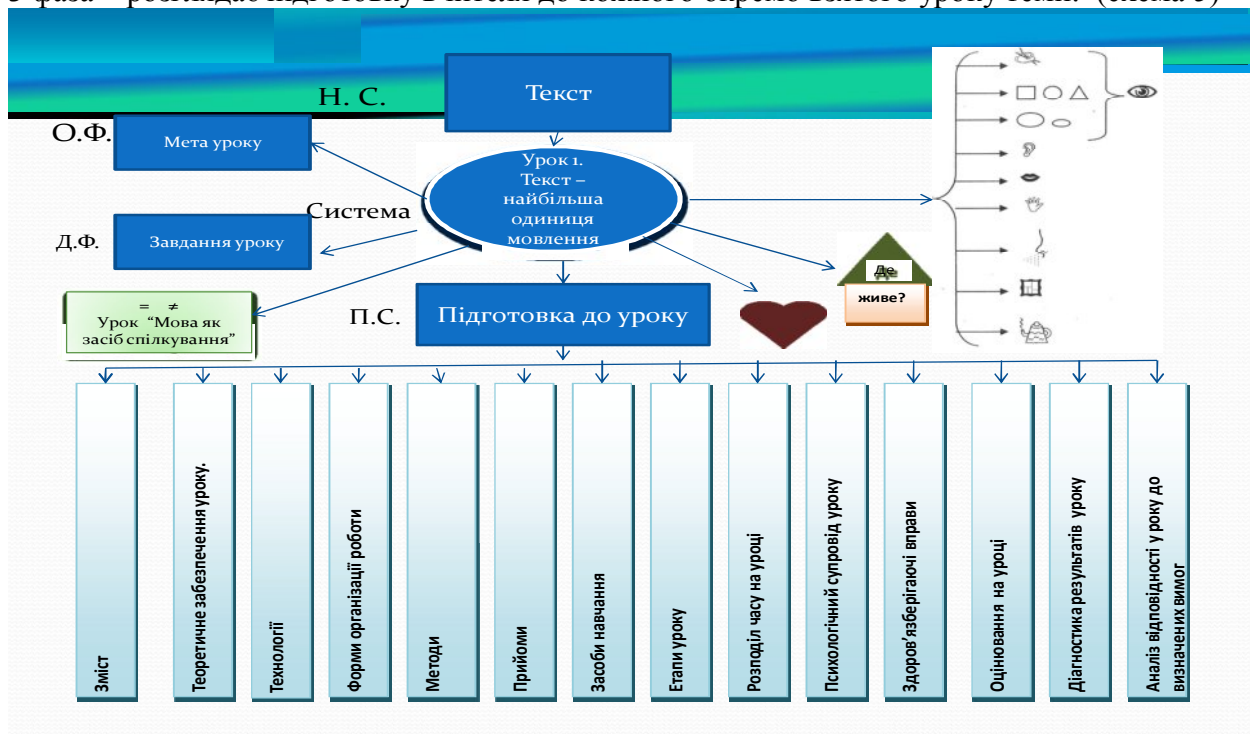 Н. С.
Текст
О.Ф.
Мета уроку
Урок 1.
Текст –
найбільша
одиниця
мовлення
Система
Д.Ф.
Завдання уроку
Де
живе?
= ≠
Урок “Мова як
засіб спілкування”
П.С.
Підготовка до уроку
Зміст
Теоретичне забезпечення уроку.
Технології
Форми організації роботи
Методи
Прийоми
Засоби навчання
Етапи уроку
Розподіл часу на уроці
Психологічний супровід уроку
Здоров’язберігаючі вправи
Оцінювання на уроці
Діагностика результатів уроку
Аналіз відповідності у року до
визначених вимог